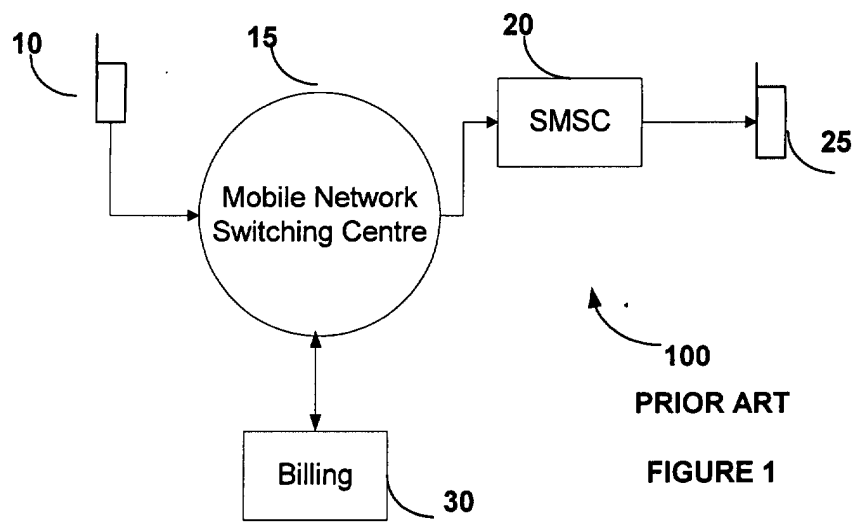 10
15
20
SMSC
25
Mobile Network
Switching Centre
100
PRIOR ART
Billing
FIGURE 1
30